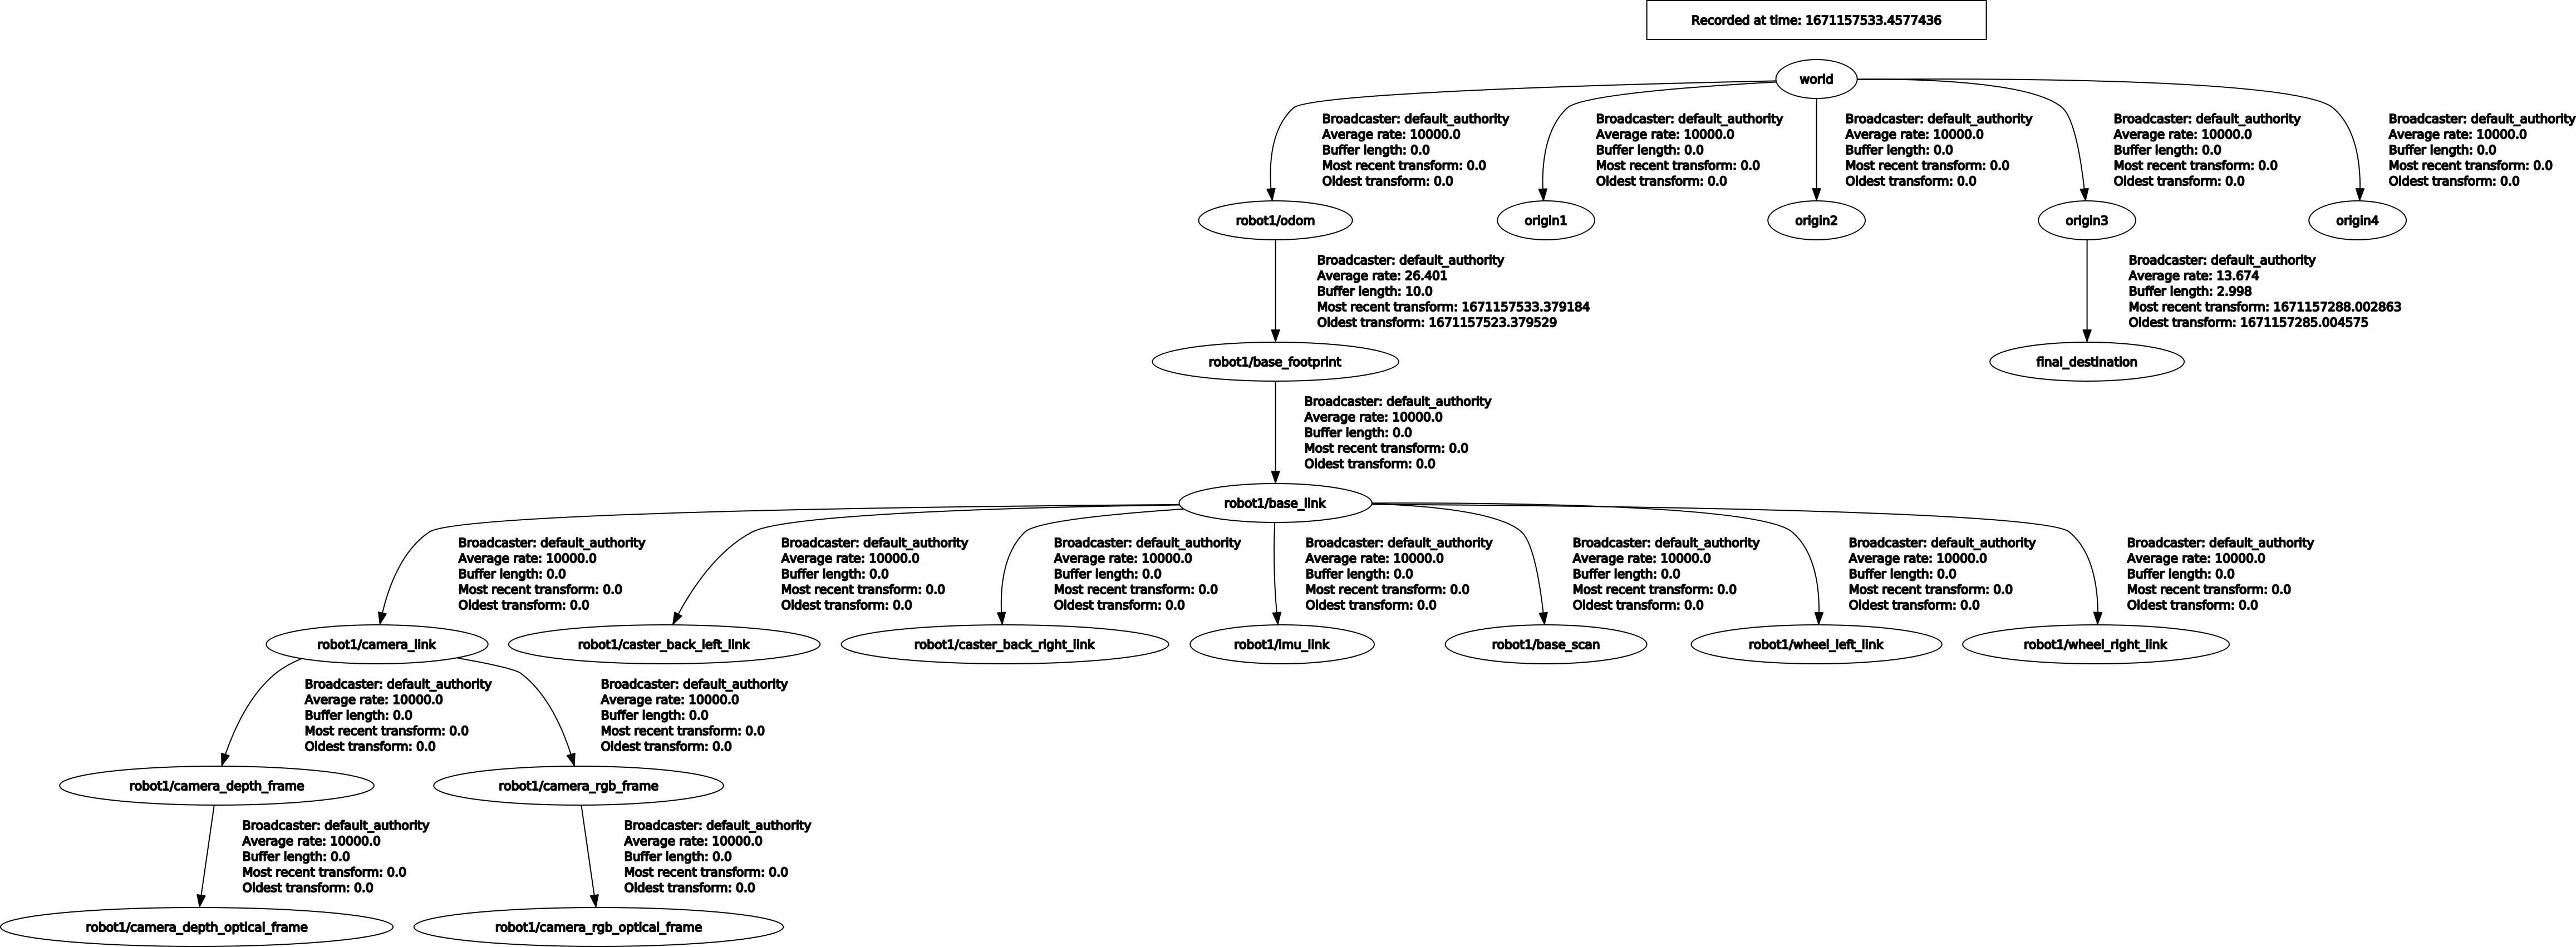 Recorded at time: 1671157533.4577436
world
Broadcaster: default_authority
Average rate: 10000.0
Buffer length: 0.0
Most recent transform: 0.0
Oldest transform: 0.0
Broadcaster: default_authority
Average rate: 10000.0
Buffer length: 0.0
Most recent transform: 0.0
Oldest transform: 0.0
Broadcaster: default_authority
Average rate: 10000.0
Buffer length: 0.0
Most recent transform: 0.0
Oldest transform: 0.0
Broadcaster: default_authority
Average rate: 10000.0
Buffer length: 0.0
Most recent transform: 0.0
Oldest transform: 0.0
Broadcaster: default_authority
Average rate: 10000.0
Buffer length: 0.0
Most recent transform: 0.0
Oldest transform: 0.0
robot1/odom
origin1
origin2
origin3
origin4
Broadcaster: default_authority
Average rate: 26.401
Buffer length: 10.0
Most recent transform: 1671157533.379184
Oldest transform: 1671157523.379529
Broadcaster: default_authority
Average rate: 13.674
Buffer length: 2.998
Most recent transform: 1671157288.002863
Oldest transform: 1671157285.004575
robot1/base_footprint
final_destination
Broadcaster: default_authority
Average rate: 10000.0
Buffer length: 0.0
Most recent transform: 0.0
Oldest transform: 0.0
robot1/base_link
Broadcaster: default_authority
Average rate: 10000.0
Buffer length: 0.0
Most recent transform: 0.0
Oldest transform: 0.0
Broadcaster: default_authority
Average rate: 10000.0
Buffer length: 0.0
Most recent transform: 0.0
Oldest transform: 0.0
Broadcaster: default_authority
Average rate: 10000.0
Buffer length: 0.0
Most recent transform: 0.0
Oldest transform: 0.0
Broadcaster: default_authority
Average rate: 10000.0
Buffer length: 0.0
Most recent transform: 0.0
Oldest transform: 0.0
Broadcaster: default_authority
Average rate: 10000.0
Buffer length: 0.0
Most recent transform: 0.0
Oldest transform: 0.0
Broadcaster: default_authority
Average rate: 10000.0
Buffer length: 0.0
Most recent transform: 0.0
Oldest transform: 0.0
Broadcaster: default_authority
Average rate: 10000.0
Buffer length: 0.0
Most recent transform: 0.0
Oldest transform: 0.0
robot1/camera_link
robot1/caster_back_left_link
robot1/caster_back_right_link
robot1/imu_link
robot1/base_scan
robot1/wheel_left_link
robot1/wheel_right_link
Broadcaster: default_authority
Average rate: 10000.0
Buffer length: 0.0
Most recent transform: 0.0
Oldest transform: 0.0
Broadcaster: default_authority
Average rate: 10000.0
Buffer length: 0.0
Most recent transform: 0.0
Oldest transform: 0.0
robot1/camera_depth_frame
robot1/camera_rgb_frame
Broadcaster: default_authority
Average rate: 10000.0
Buffer length: 0.0
Most recent transform: 0.0
Oldest transform: 0.0
Broadcaster: default_authority
Average rate: 10000.0
Buffer length: 0.0
Most recent transform: 0.0
Oldest transform: 0.0
robot1/camera_depth_optical_frame
robot1/camera_rgb_optical_frame